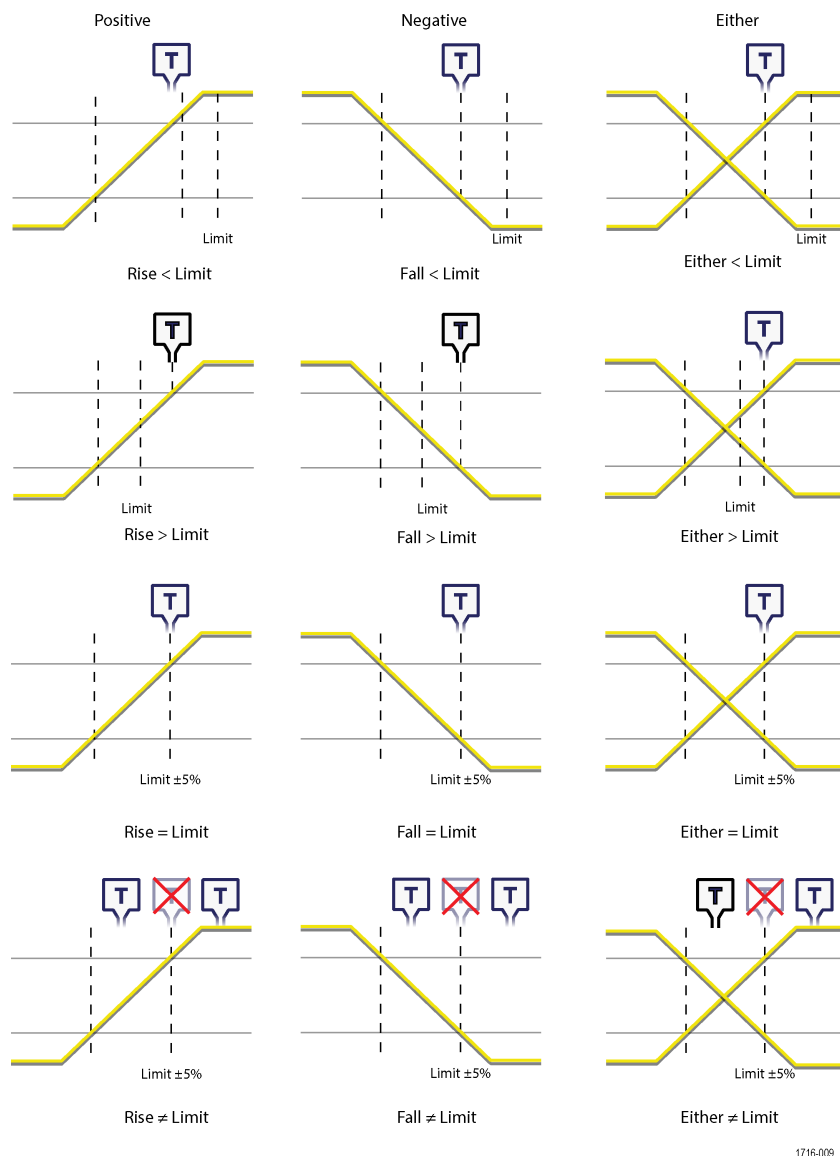 Positive
Negative
Either
T
T
T
Limit
Limit
Limit
Rise < Limit
Fall < Limit
Either < Limit
T
T
T
Limit
Limit
Limit
Rise > Limit
Fall > Limit
Either > Limit
T
T
T
Limit ±5%
Limit ±5%
Limit ±5%
Rise = Limit
Fall = Limit
Either = Limit
T
T
T
T
T
T
T
T
T
Limit ±5%
Limit ±5%
Limit ±5%
Rise ≠ Limit
Fall ≠ Limit
Either ≠ Limit
1716-009